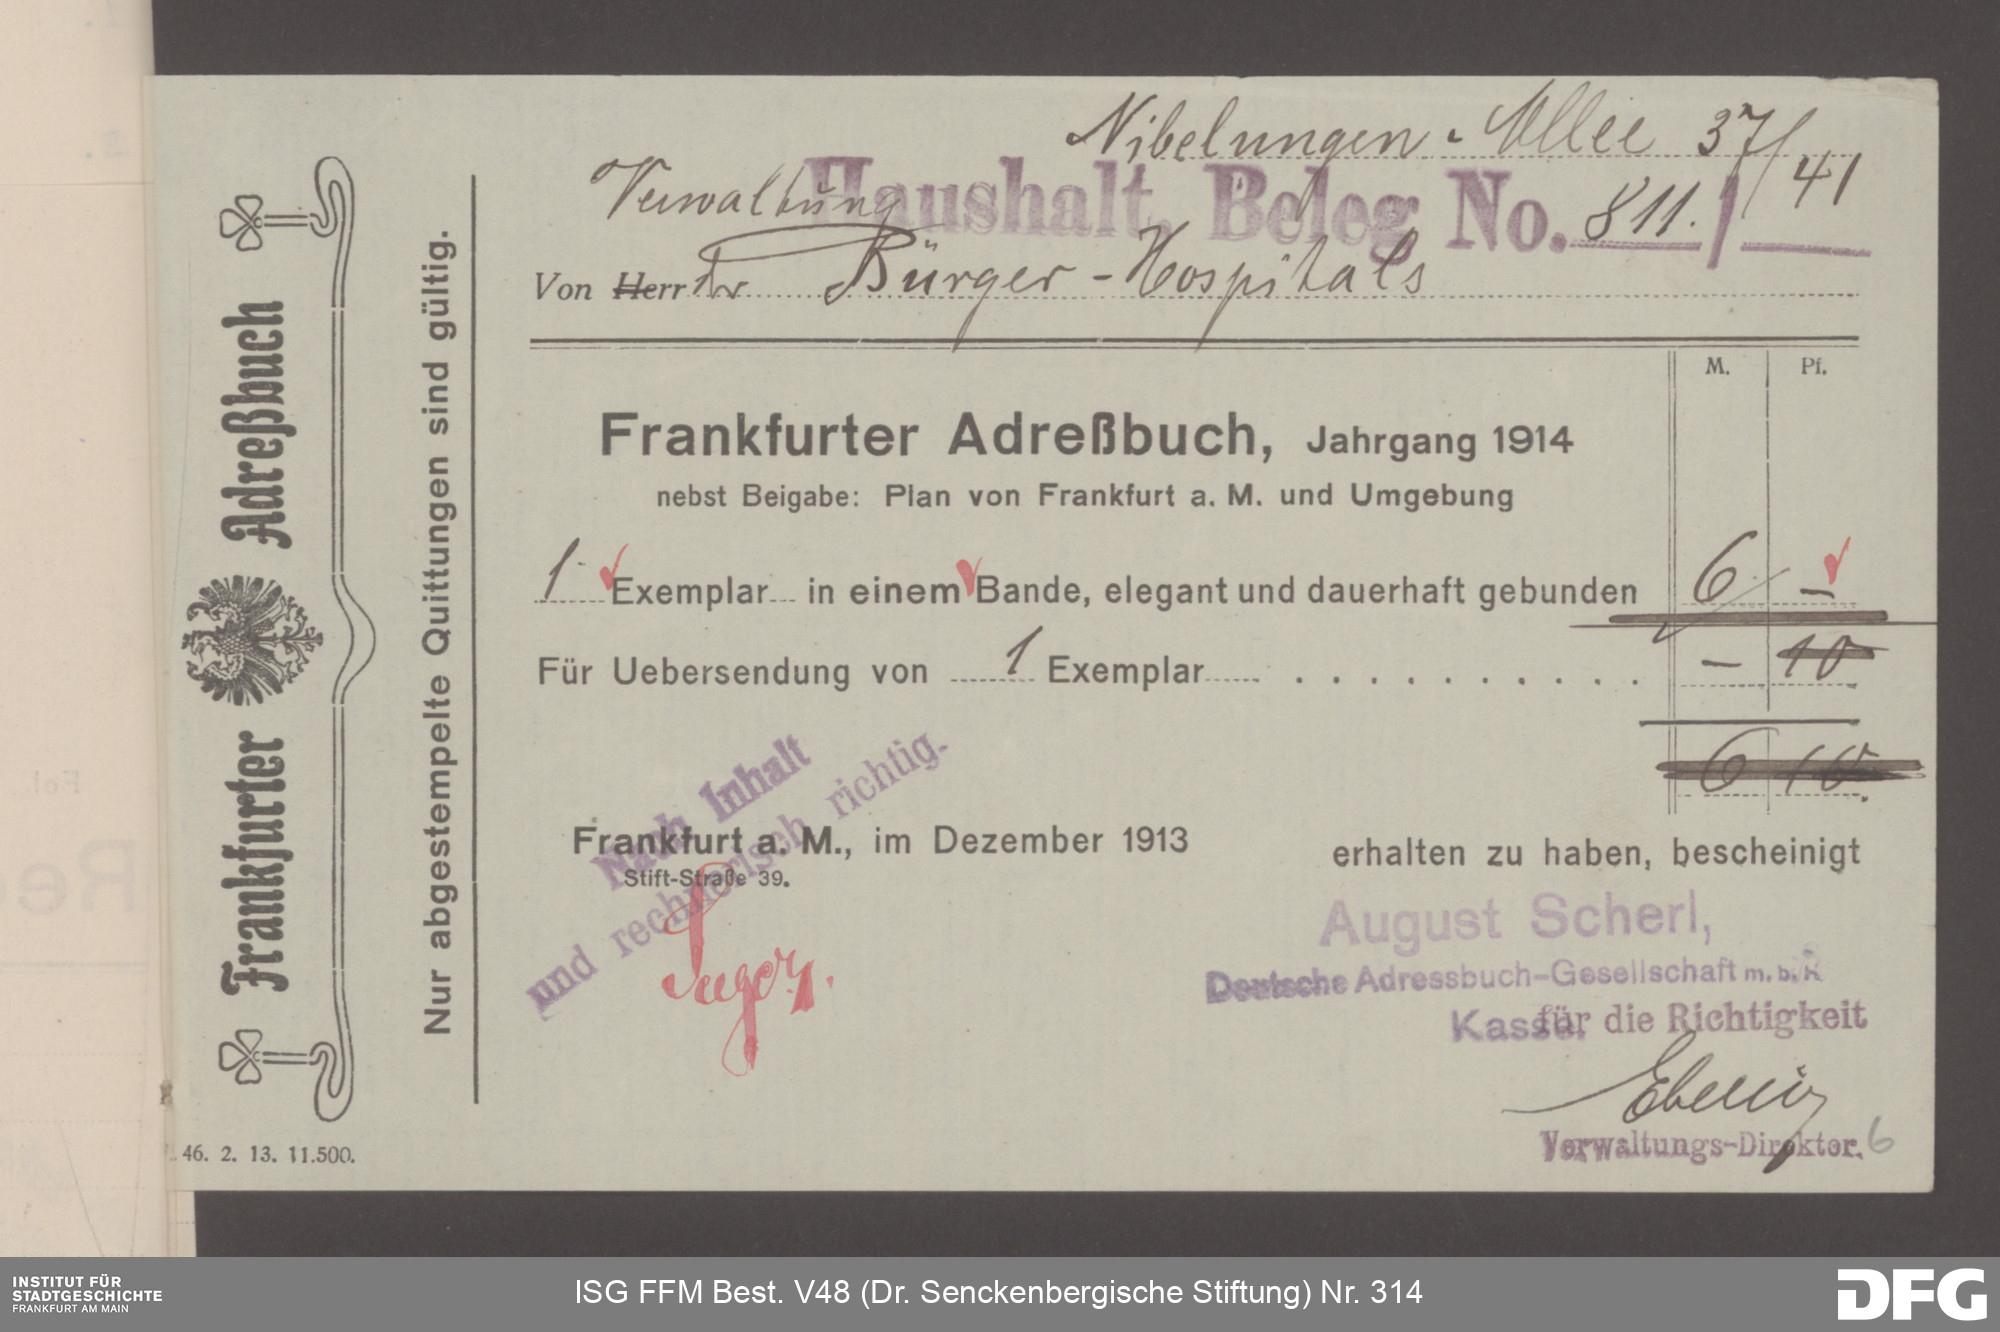 Nibelungen-Allee 37/41
Haushalt. Beleg No. 811. /
Verwaltung
Von Herr der Bürger-Hospitals
M. Pf.
Frankfurter Adreßbuch, Jahrgang 1914
nebst Beigabe: Plan von Frankfurt a. M. und Umgebung
1 Exemplar in einem Bande, elegant und dauerhaft gebunden 6 –
Für Uebersendung von 1 Exemplar . . . . . . . . . . . – 10
6 10.
Nach Inhalt
und rechnerisch richtig.
Frankfurt a. M., im Dezember 1913
Stift-Straße 39.
erhalten zu haben, bescheinigt
August Scherl,
Deutsche Adressbuch-Gesellschaft m. b. H.
Kasse.
für die Richtigkeit
Verwaltungs-Direktor.
6
Frankfurter Adreßbuch
Nur abgestempelte Quittungen sind gültig.
46. 2. 13. 11.500.
INSTITUT FÜR
STADTGESCHICHTE
FRANKFURT AM MAIN
ISG FFM Best. V48 (Dr. Senckenbergische Stiftung) Nr. 314
DFG